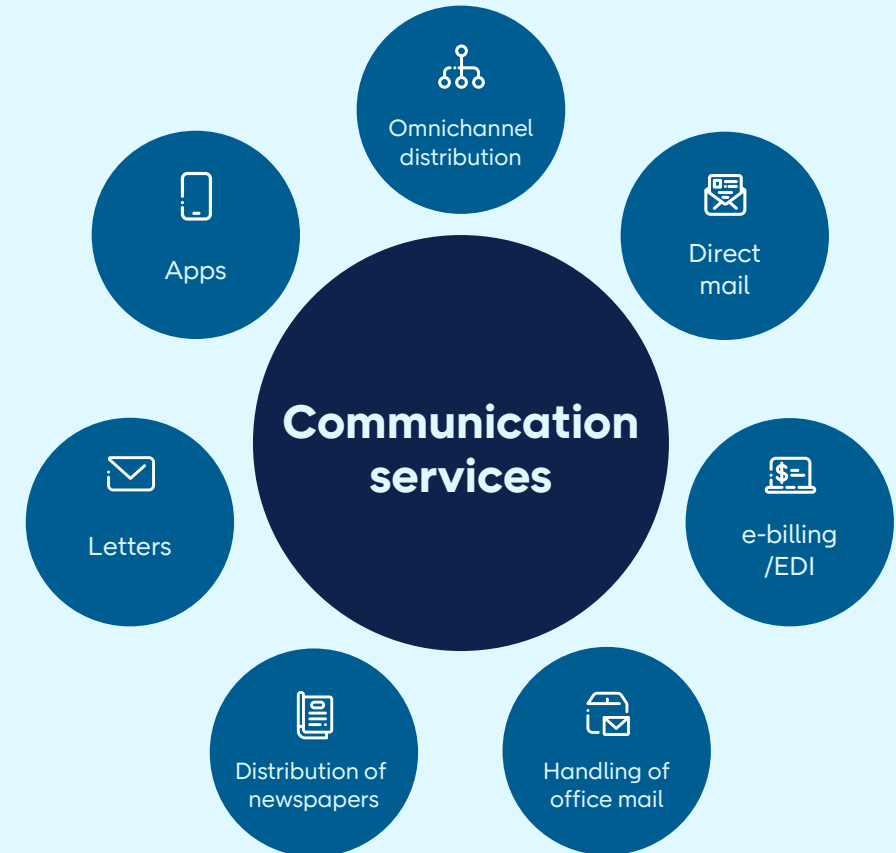 Omnichannel
distribution
Direct
mail
Apps
Communication
services
Letters
e-billing
/EDI
Distribution of
newspapers
Handling of
office mail
$